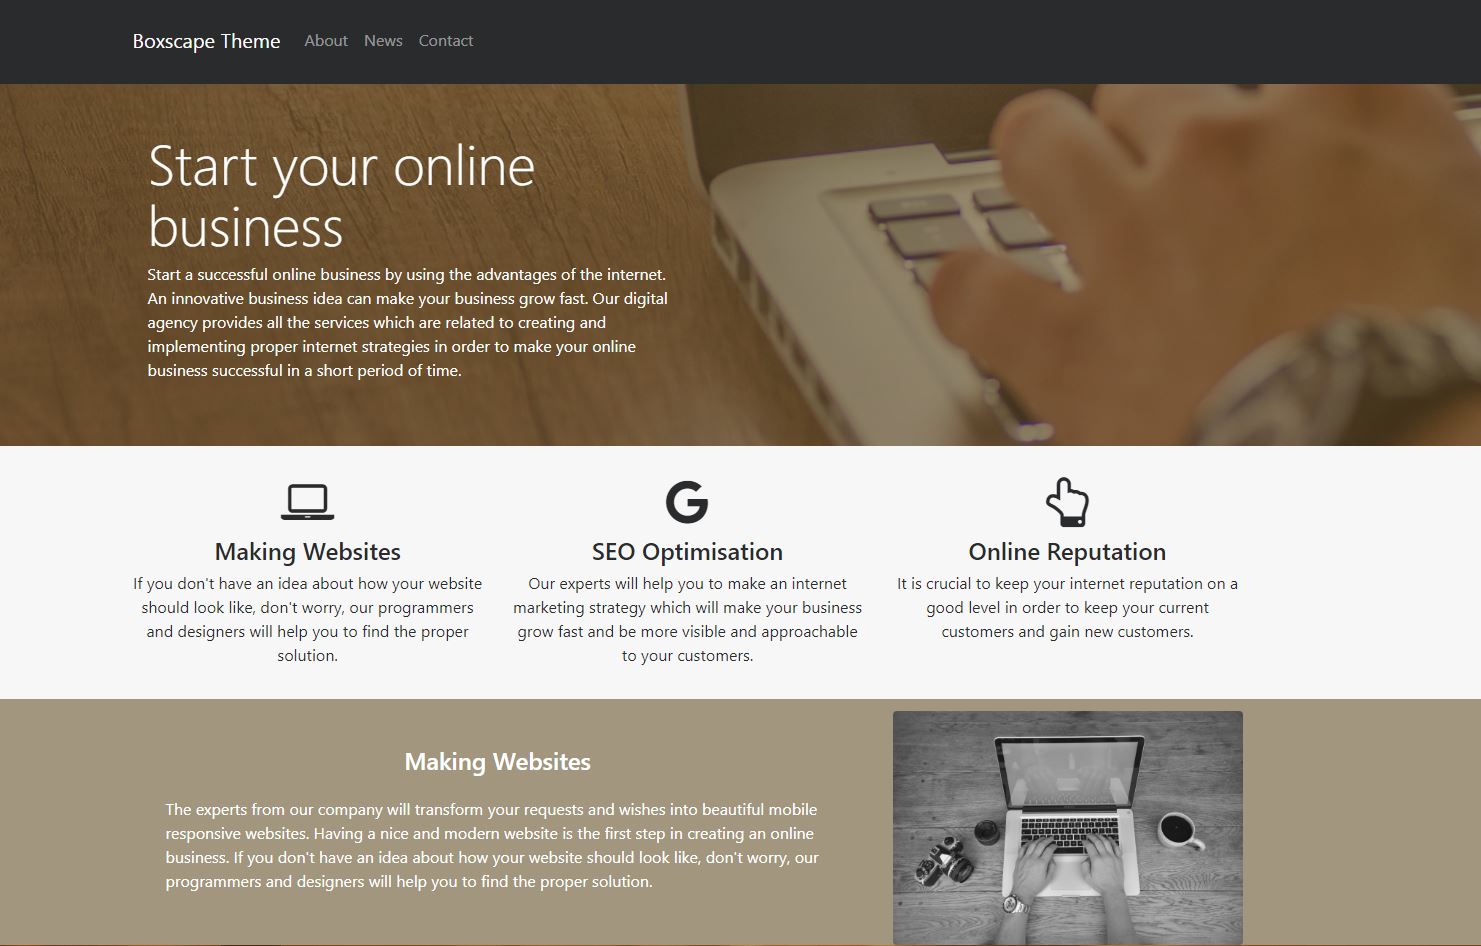 Boxscape Theme About News Contact
Start your online
business
Start a successful online business by using the advantages of the internet.
An innovative business idea can make your business grow fast. Our digital
agency provides all the services which are related to creating and
implementing proper internet strategies in order to make your online
business successful in a short period of time.
Making Websites
If you don't have an idea about how your website
should look like, don't worry, our programmers
and designers will help you to find the proper
solution.
SEO Optimisation
Our experts will help you to make an internet
marketing strategy which will make your business
grow fast and be more visible and approachable
to your customers.
Online Reputation
It is crucial to keep your internet reputation on a
good level in order to keep your current
customers and gain new customers.
Making Websites
The experts from our company will transform your requests and wishes into beautiful mobile
responsive websites. Having a nice and modern website is the first step in creating an online
business. If you don't have an idea about how your website should look like, don't worry, our
programmers and designers will help you to find the proper solution.